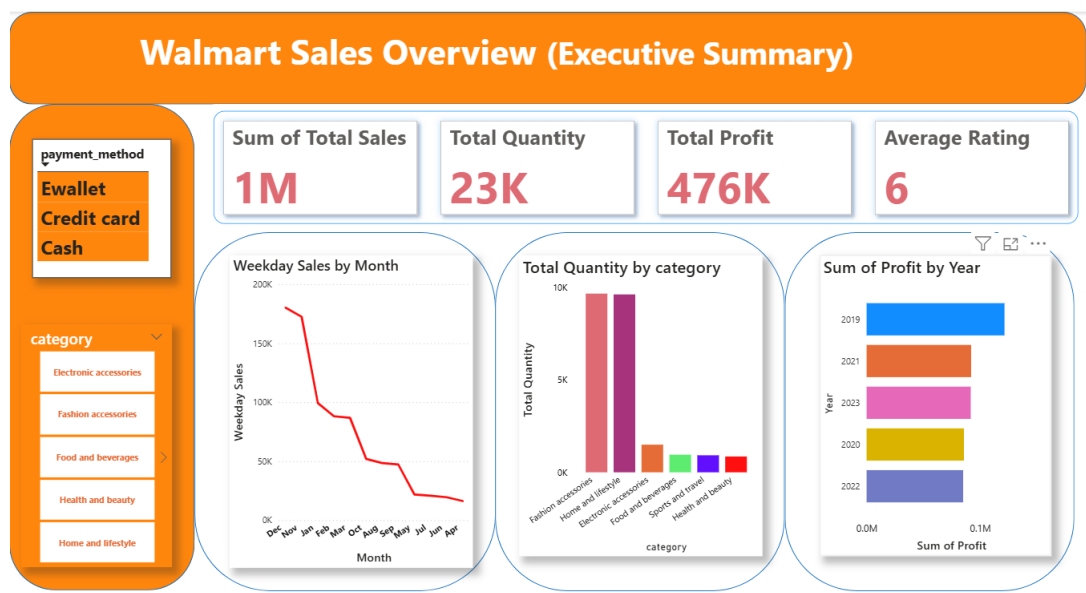 Walmart Sales Overview (Executive Summary)
payment_method
Ewallet
Credit card
Cash
category
Electronic accessories
Fashion accessories
Food and beverages
Health and beauty
Home and lifestyle
Sum of Total Sales
1M
Total Quantity
23K
Total Profit
476K
Average Rating
6
Weekday Sales by Month
Weekday Sales
200K
150K
100K
50K
0K
Dec Nov Jan Feb Mar Oct Aug Sep May Jul Jun Apr
Month
Total Quantity by category
Total Quantity
10K
5K
0K
Fashion accessories
Home and lifestyle
Electronic accessories
Food and beverages
Sports and travel
Health and beauty
category
Sum of Profit by Year
Year
2019
2021
2023
2020
2022
0.0M 0.1M
Sum of Profit